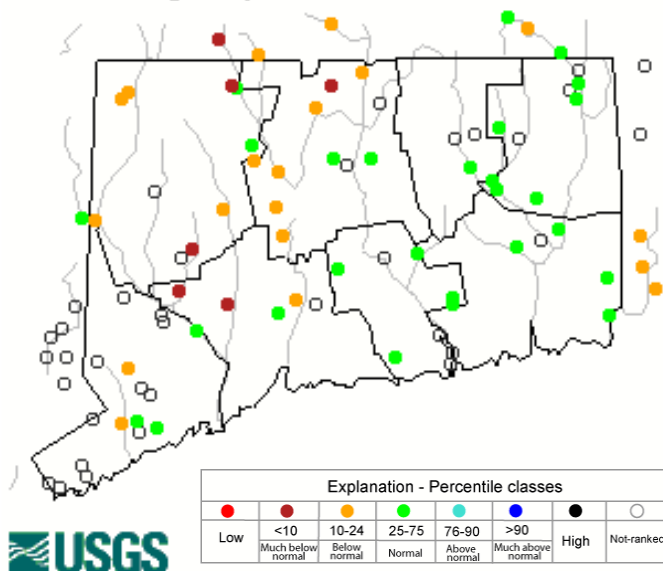 Explanation - Percentile classes
Low <10 10-24 25-75 76-90 >90 High Not-ranked
Much below normal Below normal Normal Above normal Much above normal
USGS